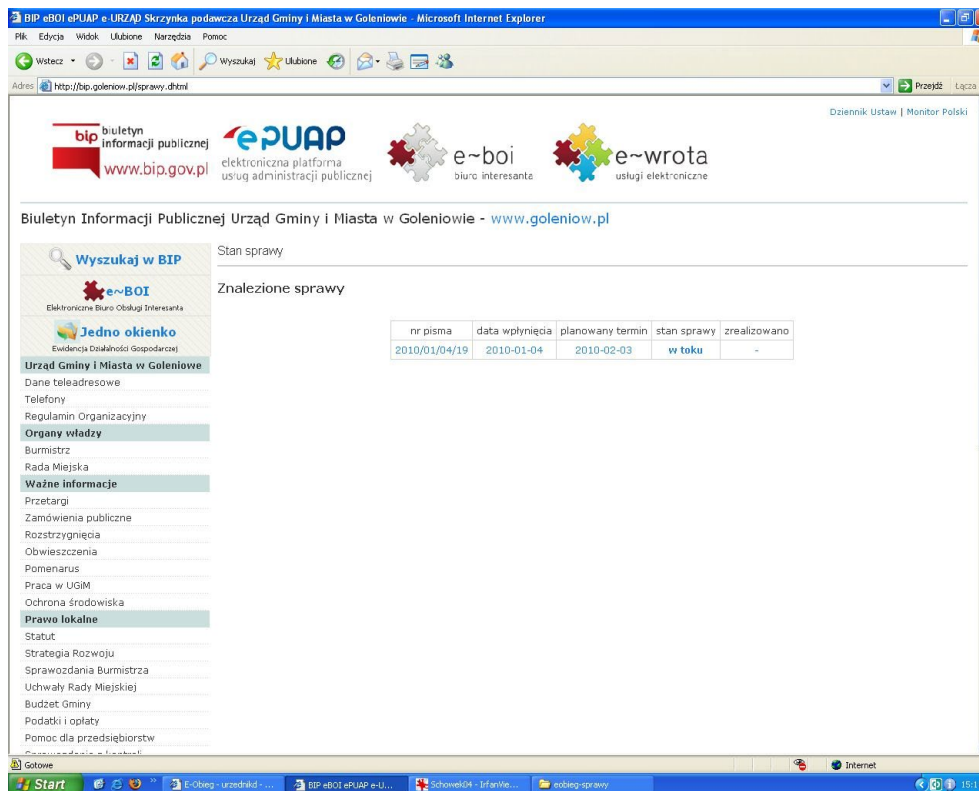 BIP eBOI ePUAP e-URZĄD Skrzynka podawcza Urząd Gminy i Miasta w Goleniowie - Microsoft Internet Explorer
Plik Edycja Widok Ulubione Narzędzia Pomoc
Wstecz Wyszukaj Ulubione
Adres http://bip.goleniow.pl/sprawy.dhtml Przejdź Łącza
Dziennik Ustaw | Monitor Polski
bip biuletyn informacji publicznej
www.bip.gov.pl
ePUAP
elektroniczna platforma
usług administracji publicznej
e~boi
biuro interesanta
e~wrota
usługi elektroniczne
Biuletyn Informacji Publicznej Urząd Gminy i Miasta w Goleniowie - www.goleniow.pl
Wyszukaj w BIP
e~BOI
Elektroniczne Biuro Obsługi Interesanta
Jedno okienko
Ewidencja Działalności Gospodarczej
Urząd Gminy i Miasta w Goleniowe
Dane teleadresowe
Telefony
Regulamin Organizacyjny
Organy władzy
Burmistrz
Rada Miejska
Ważne informacje
Przetargi
Zamówienia publiczne
Rozstrzygnięcia
Obwieszczenia
Pomenarus
Praca w UGiM
Ochrona środowiska
Prawo lokalne
Statut
Strategia Rozwoju
Sprawozdania Burmistrza
Uchwały Rady Miejskiej
Budżet Gminy
Podatki i opłaty
Pomoc dla przedsiębiorstw
Stan sprawy
Znalezione sprawy
nr pisma data wpłynięcia planowany termin stan sprawy zrealizowano
2010/01/04/19 2010-01-04 2010-02-03 w toku -
Gotowe Internet
Start E-Obieg - urzednikd - ... BIP eBOI ePUAP e-U... Schowek04 - IrfanVie... eobieg-sprawy